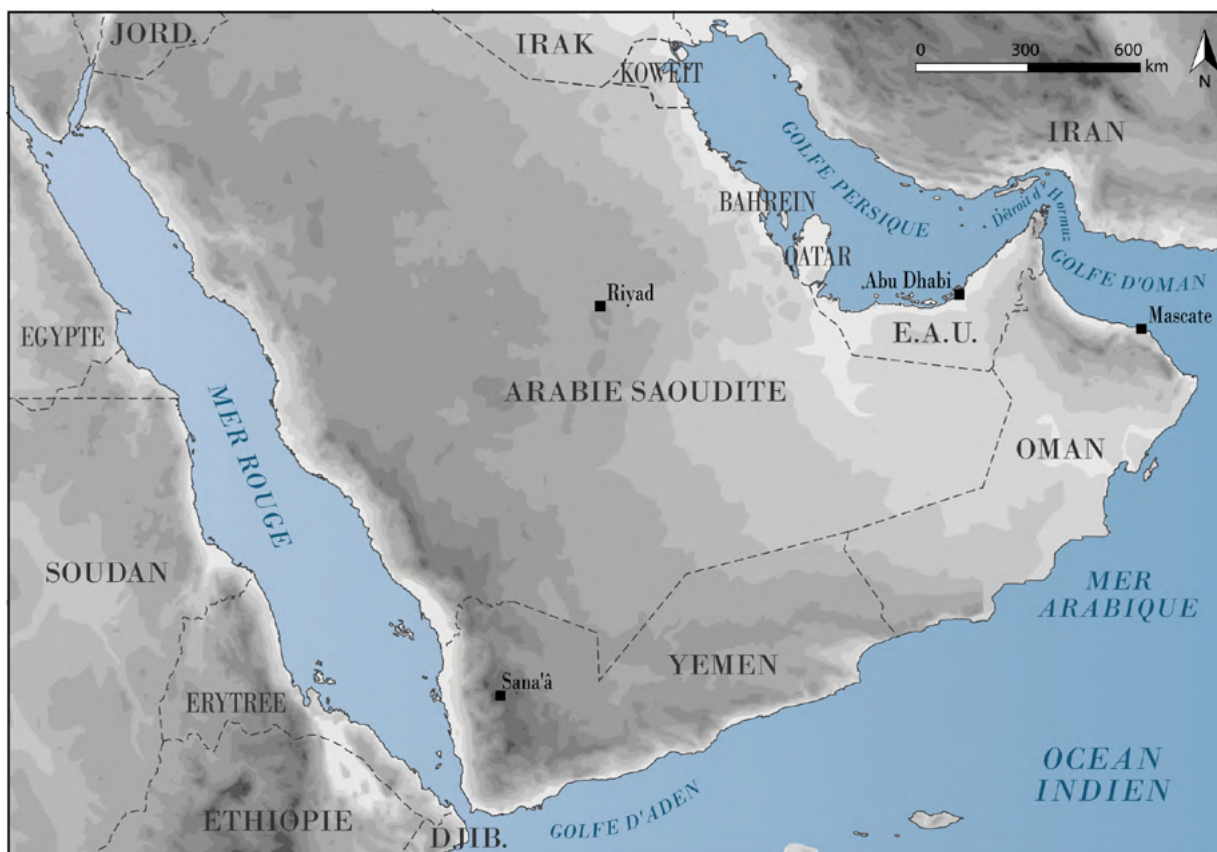 JORD.
IRAK
KOWEIT
0 300 600
km
N
IRAN
GOLFE PERSIQUE
BAHREIN
QATAR
Détroit d'
Hormuz
GOLFE D'OMAN
Abu Dhabi
Mascate
Riyad
E.A.U.
EGYPTE
MER ROUGE
ARABIE SAOUDITE
OMAN
SOUDAN
MER
ARABIQUE
YEMEN
Sana'â
ERYTREE
OCEAN
INDIEN
ETHIOPIE
DJIB.
GOLFE D'ADEN